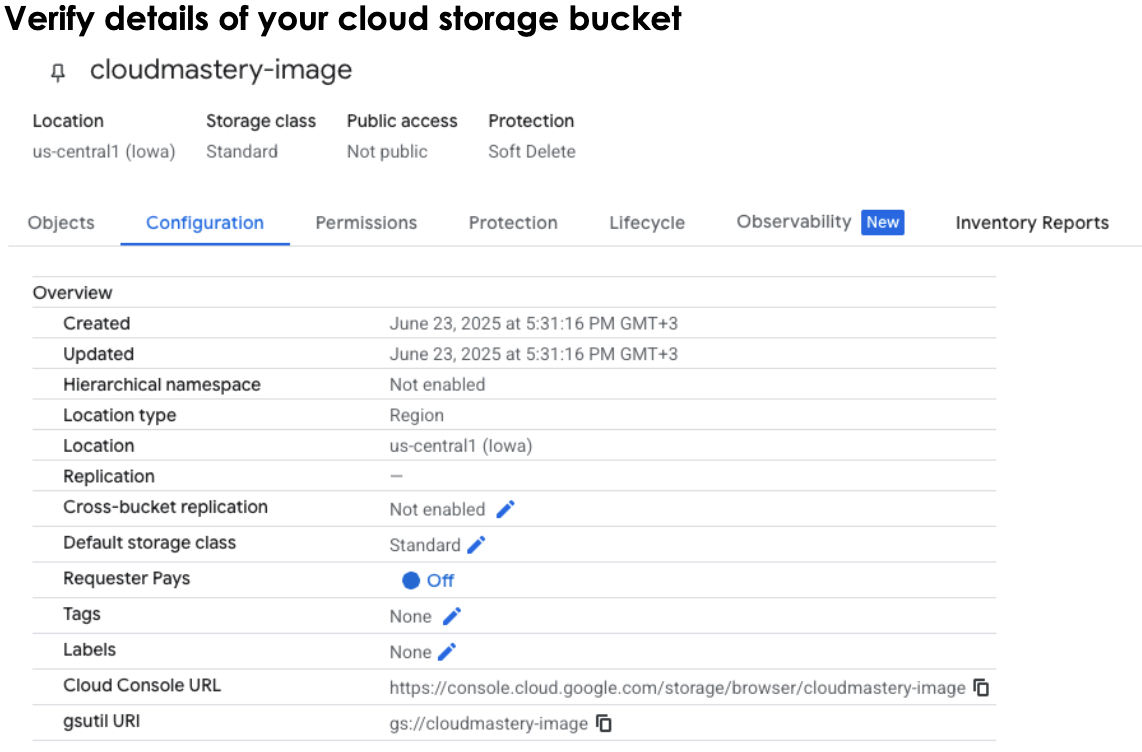 Verify details of your cloud storage bucket
cloudmastery-image
Location Storage class Public access Protection
us-central1 (Iowa) Standard Not public Soft Delete
Objects Configuration Permissions Protection Lifecycle Observability New Inventory Reports
Overview
Created June 23, 2025 at 5:31:16 PM GMT+3
Updated June 23, 2025 at 5:31:16 PM GMT+3
Hierarchical namespace Not enabled
Location type Region
Location us-central1 (Iowa)
Replication —
Cross-bucket replication Not enabled
Default storage class Standard
Requester Pays Off
Tags None
Labels None
Cloud Console URL https://console.cloud.google.com/storage/browser/cloudmastery-image
gsutil URI gs://cloudmastery-image